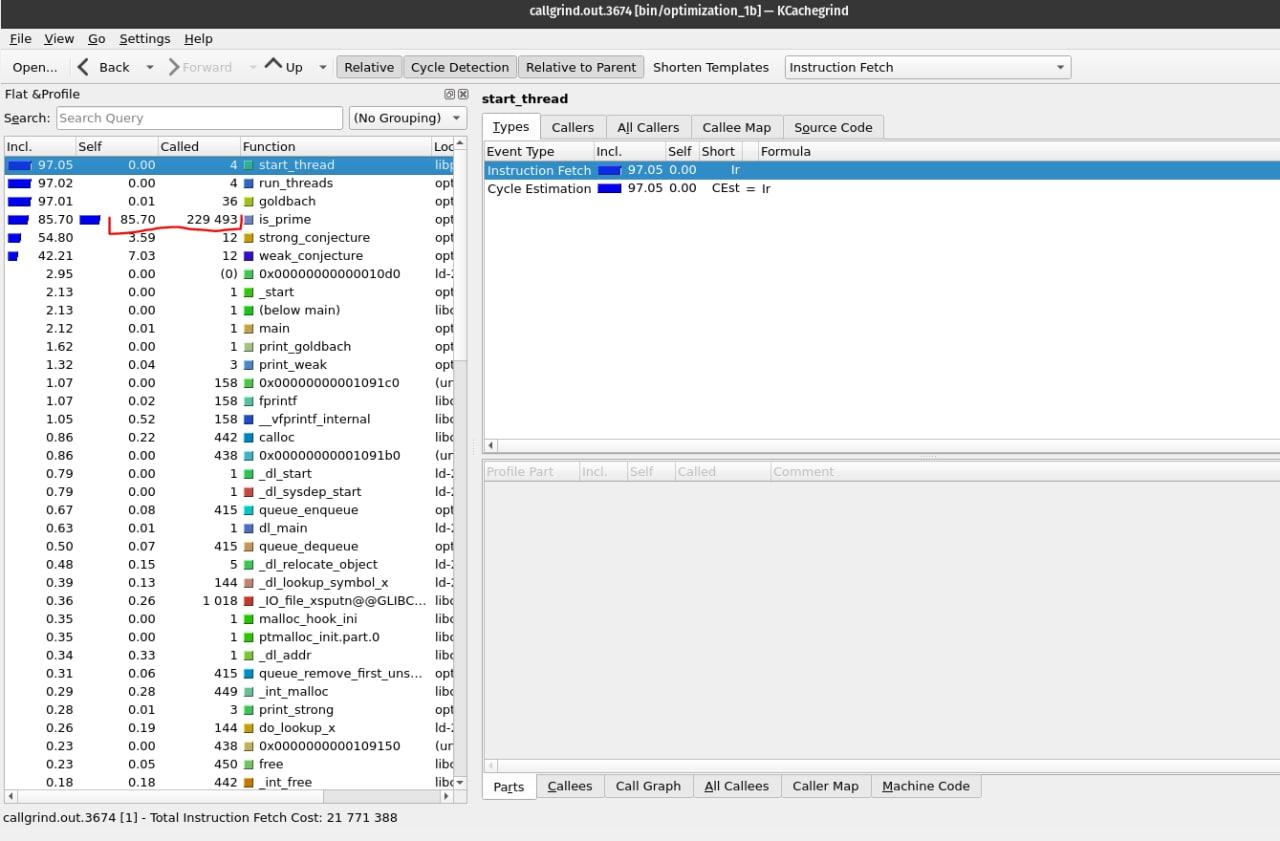 callgrind.out.3674 [bin/optimization_1b] — KCachegrind
File View Go Settings Help
Open... Back Forward Up Relative Cycle Detection Relative to Parent Shorten Templates Instruction Fetch
Flat &Profile
Search: Search Query (No Grouping)
Incl. Self Called Function Loc
97.05 0.00 4 start_thread libp
97.02 0.00 4 run_threads opt
97.01 0.01 36 goldbach opt
85.70 85.70 229 493 is_prime opt
54.80 3.59 12 strong_conjecture opt
42.21 7.03 12 weak_conjecture opt
2.95 0.00 (0) 0x00000000000010d0 ld-2
2.13 0.00 1 _start opt
2.13 0.00 1 (below main) libc
2.12 0.01 1 main opt
1.62 0.00 1 print_goldbach opt
1.32 0.04 3 print_weak opt
1.07 0.00 158 0x00000000001091c0 (un
1.07 0.02 158 fprintf libc
1.05 0.52 158 __vfprintf_internal libc
0.86 0.22 442 calloc libc
0.86 0.00 438 0x00000000001091b0 (un
0.79 0.00 1 _dl_start ld-2
0.79 0.00 1 _dl_sysdep_start ld-2
0.67 0.08 415 queue_enqueue opt
0.63 0.01 1 dl_main ld-2
0.50 0.07 415 queue_dequeue opt
0.48 0.15 5 _dl_relocate_object ld-2
0.39 0.13 144 _dl_lookup_symbol_x ld-2
0.36 0.26 1 018 _IO_file_xsputn@@GLIBC... libc
0.35 0.00 1 malloc_hook_ini libc
0.35 0.00 1 ptmalloc_init.part.0 libc
0.34 0.33 1 _dl_addr libc
0.31 0.06 415 queue_remove_first_uns... opt
0.29 0.28 449 _int_malloc libc
0.28 0.01 3 print_strong opt
0.26 0.19 144 do_lookup_x ld-2
0.23 0.00 438 0x0000000000109150 (un
0.23 0.05 450 free libc
0.18 0.18 442 _int_free libc
callgrind.out.3674 [1] - Total Instruction Fetch Cost: 21 771 388
start_thread
Types Callers All Callers Callee Map Source Code
Event Type Incl. Self Short Formula
Instruction Fetch 97.05 0.00 Ir
Cycle Estimation 97.05 0.00 CEst = Ir
Profile Part Incl. Self Called Comment
Parts Callees Call Graph All Callees Caller Map Machine Code